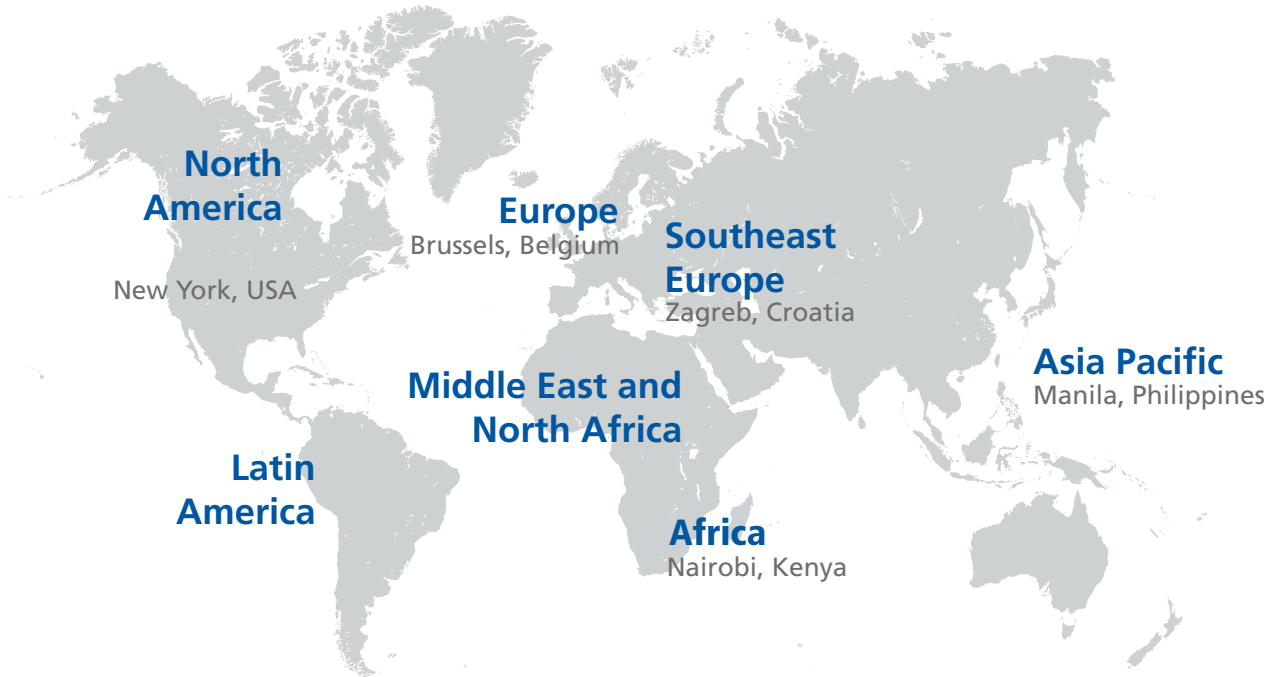 North
America
New York, USA
Europe
Brussels, Belgium
Southeast
Europe
Zagreb, Croatia
Middle East and
North Africa
Asia Pacific
Manila, Philippines
Latin
America
Africa
Nairobi, Kenya